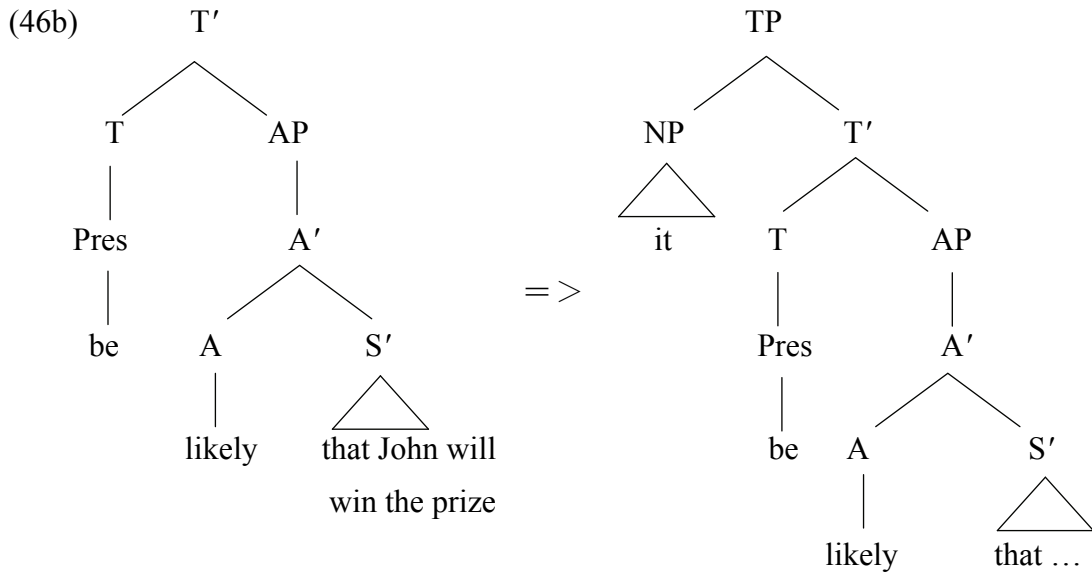 (46b) T′ TP
T AP NP T′
Pres A′ it T AP
=>
be A S′ Pres A′
likely that John will be A S′
win the prize
likely that …